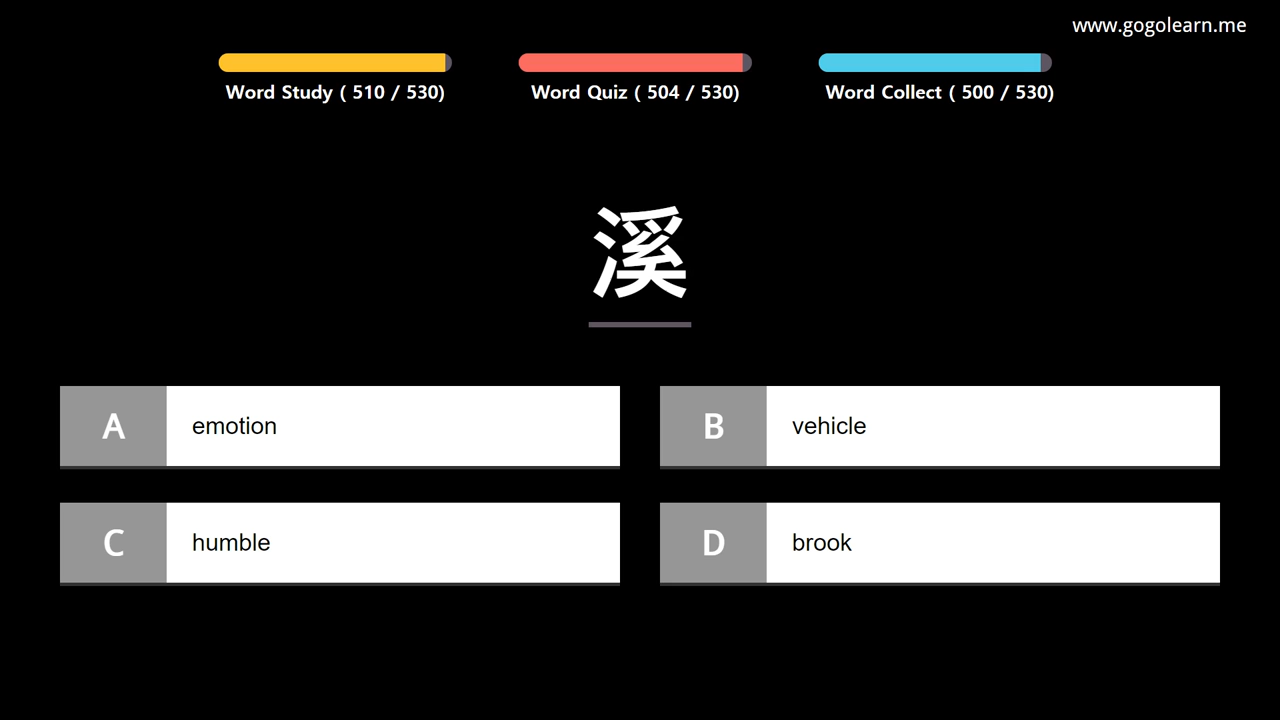 www.gogolearn.me
Word Study ( 510 / 530)
Word Quiz ( 504 / 530)
Word Collect ( 500 / 530)
溪
A emotion
B vehicle
C humble
D brook